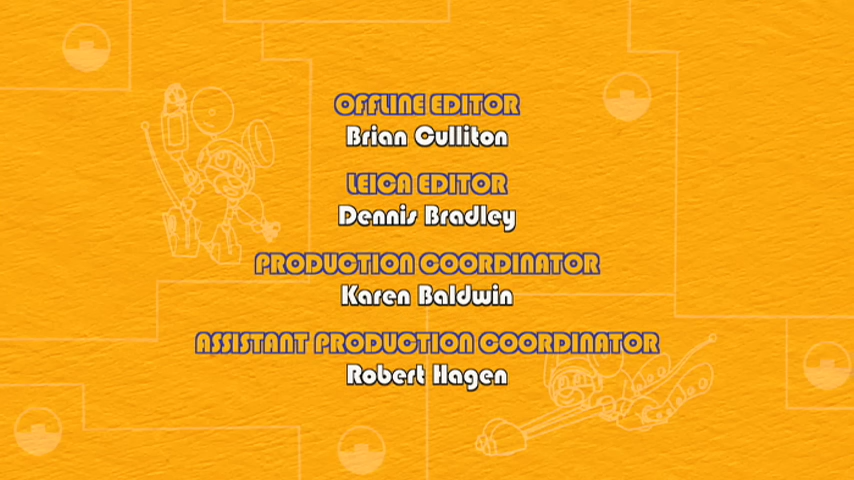 OFFLINE EDITOR
Brian Culliton
LEICA EDITOR
Dennis Bradley
PRODUCTION COORDINATOR
Karen Baldwin
ASSISTANT PRODUCTION COORDINATOR
Robert Hagen